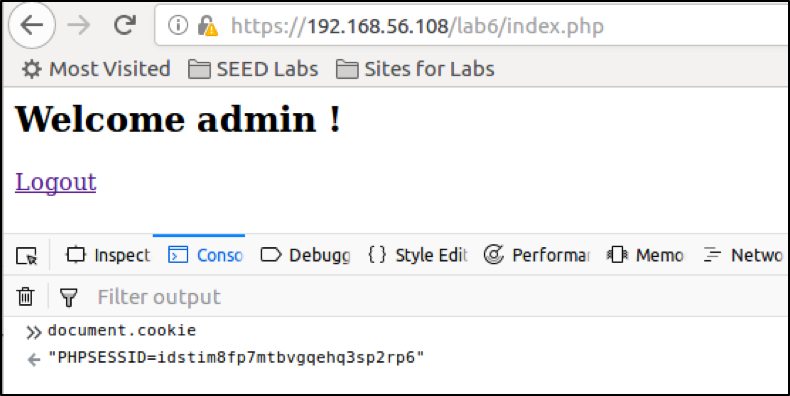 https://192.168.56.108/lab6/index.php
Most Visited SEED Labs Sites for Labs
Welcome admin !
Logout
Inspect Conso Debugg { } Style Edit Performan Memo Netwo
Filter output
» document.cookie
"PHPSESSID=idstim8fp7mtbvgqehq3sp2rp6"